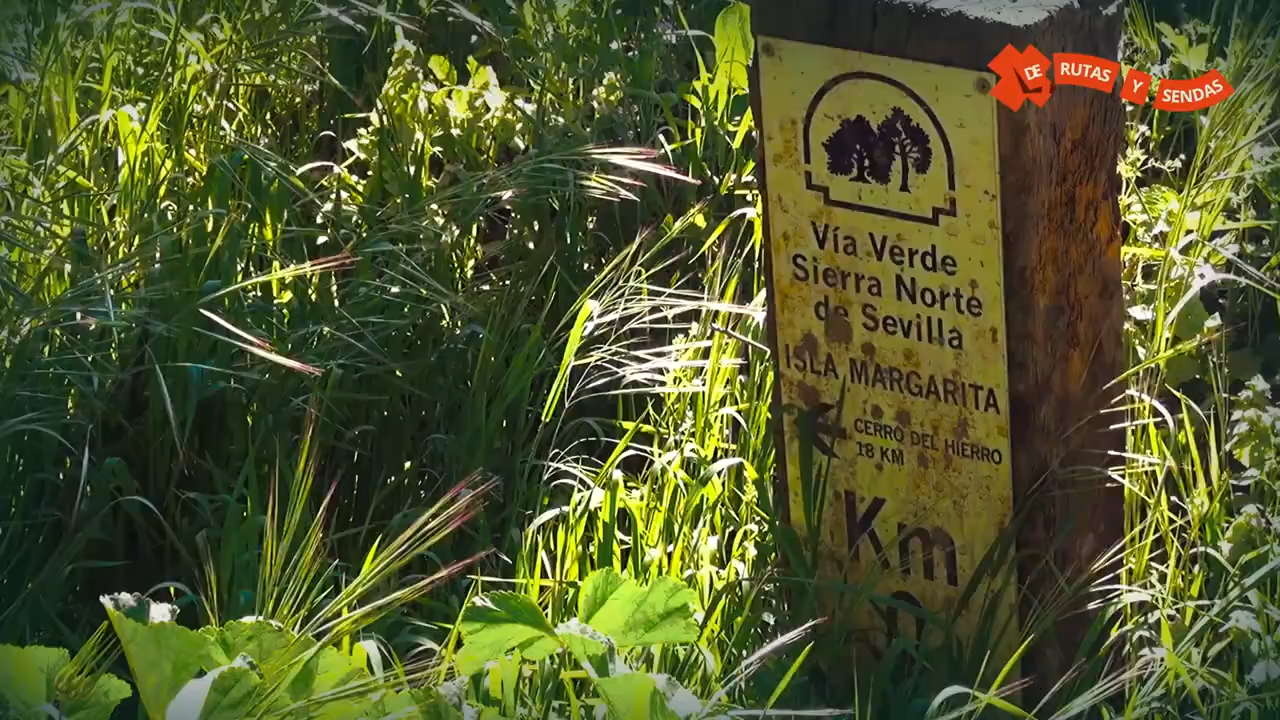 DE RUTAS Y SENDAS
Vía Verde
Sierra Norte
de Sevilla
ISLA MARGARITA
CERRO DEL HIERRO
18 KM
Km